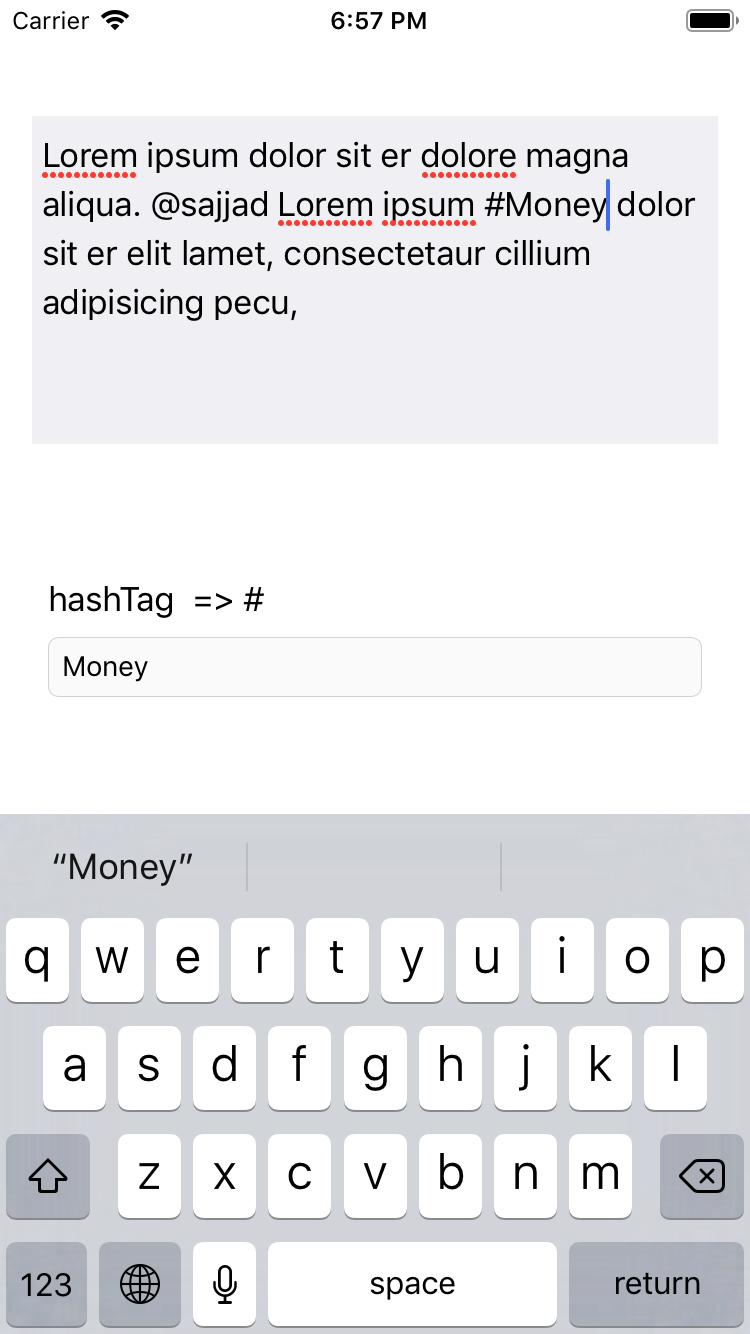 Carrier 6:57 PM
Lorem ipsum dolor sit er dolore magna
aliqua. @sajjad Lorem ipsum #Money dolor
sit er elit lamet, consectetaur cillium
adipisicing pecu,
hashTag  => #
Money
“Money”
q w e r t y u i o p
a s d f g h j k l
z x c v b n m
123 space return